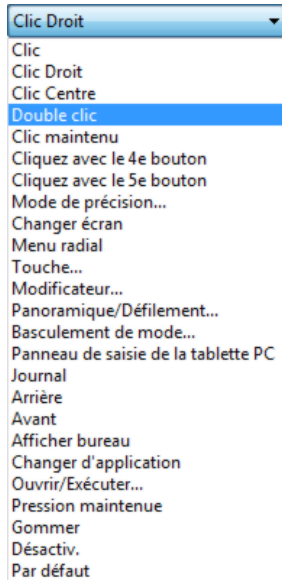 Clic Droit
Clic
Clic Droit
Clic Centre
Double clic
Clic maintenu
Cliquez avec le 4e bouton
Cliquez avec le 5e bouton
Mode de précision...
Changer écran
Menu radial
Touche...
Modificateur...
Panoramique/Défilement...
Basculement de mode...
Panneau de saisie de la tablette PC
Journal
Arrière
Avant
Afficher bureau
Changer d'application
Ouvrir/Exécuter...
Pression maintenue
Gommer
Désactiv.
Par défaut